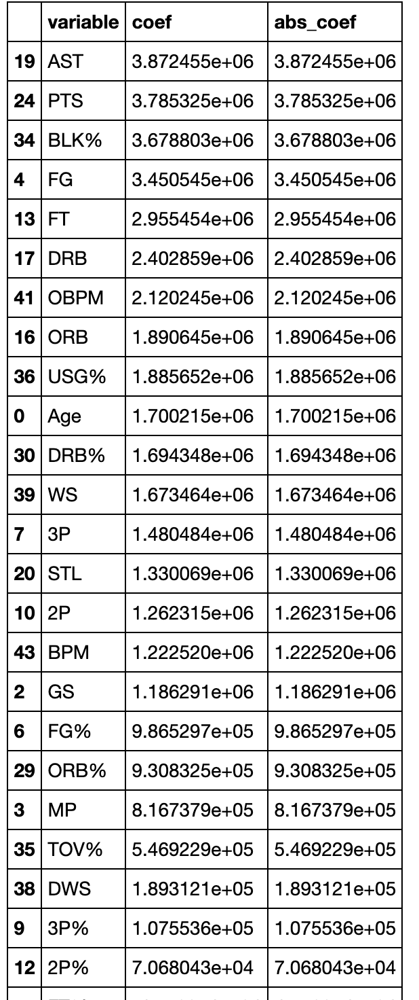 variable coef abs_coef
19 AST 3.872455e+06 3.872455e+06
24 PTS 3.785325e+06 3.785325e+06
34 BLK% 3.678803e+06 3.678803e+06
4 FG 3.450545e+06 3.450545e+06
13 FT 2.955454e+06 2.955454e+06
17 DRB 2.402859e+06 2.402859e+06
41 OBPM 2.120245e+06 2.120245e+06
16 ORB 1.890645e+06 1.890645e+06
36 USG% 1.885652e+06 1.885652e+06
0 Age 1.700215e+06 1.700215e+06
30 DRB% 1.694348e+06 1.694348e+06
39 WS 1.673464e+06 1.673464e+06
7 3P 1.480484e+06 1.480484e+06
20 STL 1.330069e+06 1.330069e+06
10 2P 1.262315e+06 1.262315e+06
43 BPM 1.222520e+06 1.222520e+06
2 GS 1.186291e+06 1.186291e+06
6 FG% 9.865297e+05 9.865297e+05
29 ORB% 9.308325e+05 9.308325e+05
3 MP 8.167379e+05 8.167379e+05
35 TOV% 5.469229e+05 5.469229e+05
38 DWS 1.893121e+05 1.893121e+05
9 3P% 1.075536e+05 1.075536e+05
12 2P% 7.068043e+04 7.068043e+04